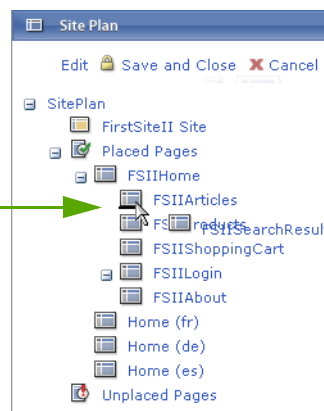 Site Plan
Edit Save and Close Cancel
SitePlan
FirstSiteII Site
Placed Pages
FSIIHome
FSIIArticles
FSIISearchResult
FSIIShoppingCart
FSIILogin
FSIIAbout
Home (fr)
Home (de)
Home (es)
Unplaced Pages